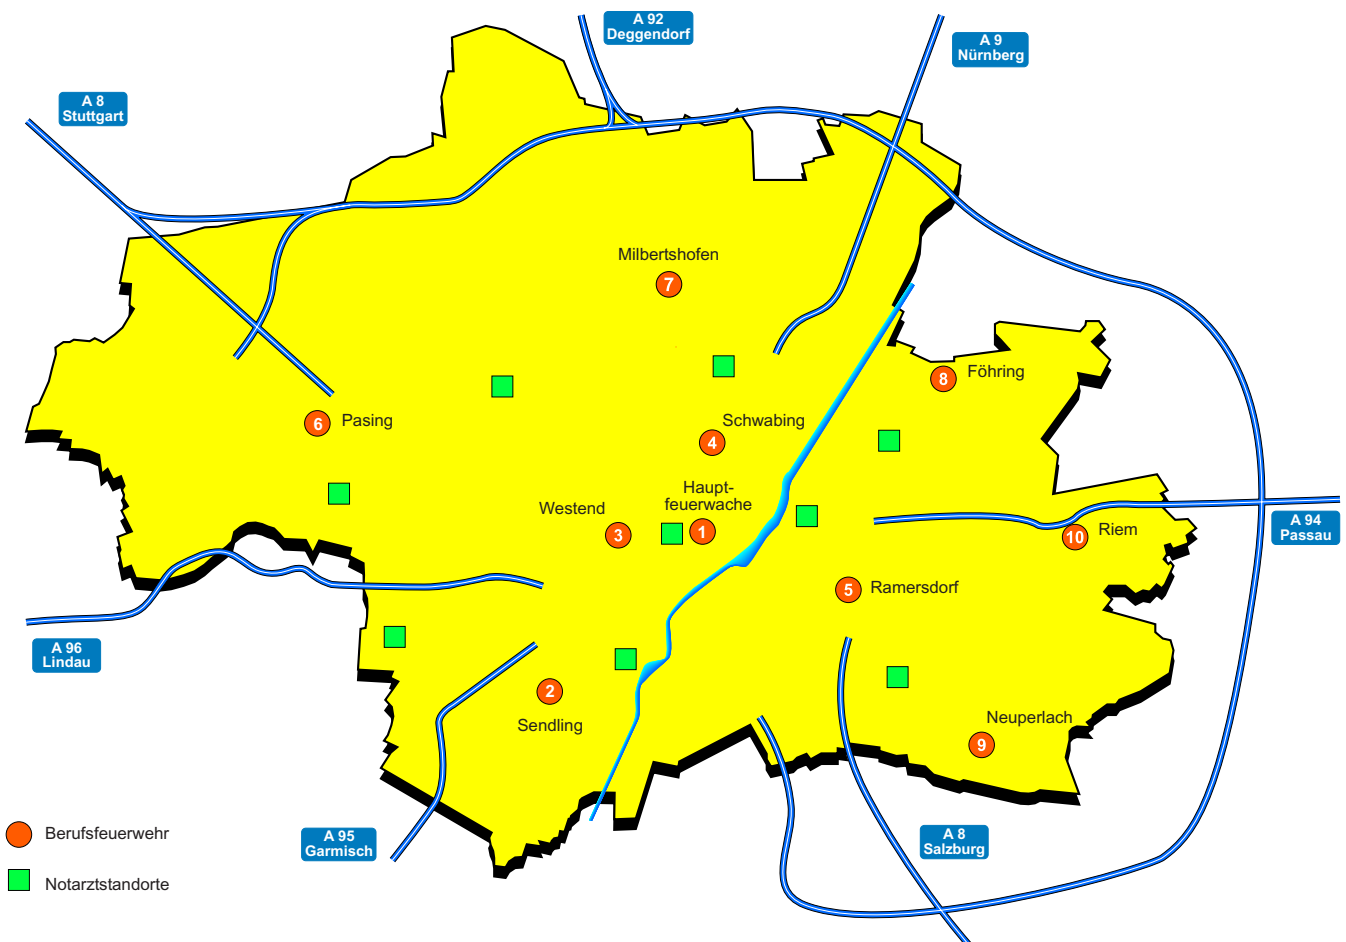 A 92
Deggendorf
A 9
Nürnberg
A 8
Stuttgart
Milbertshofen
7
8
Föhring
6
Pasing
Schwabing
4
Haupt-
feuerwache
Westend
3
1
A 94
Passau
10
Riem
5
Ramersdorf
A 96
Lindau
2
Sendling
Neuperlach
9
A 95
Garmisch
A 8
Salzburg
Berufsfeuerwehr
Notarztstandorte